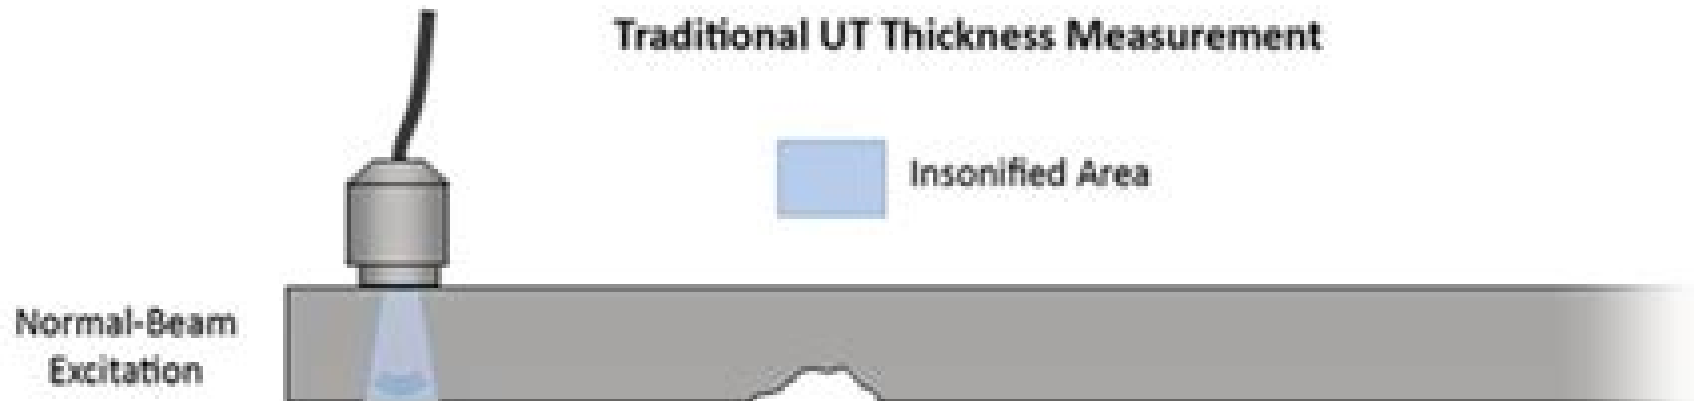 Traditional UT Thickness Measurement
Insonified Area
Normal-Beam
Excitation